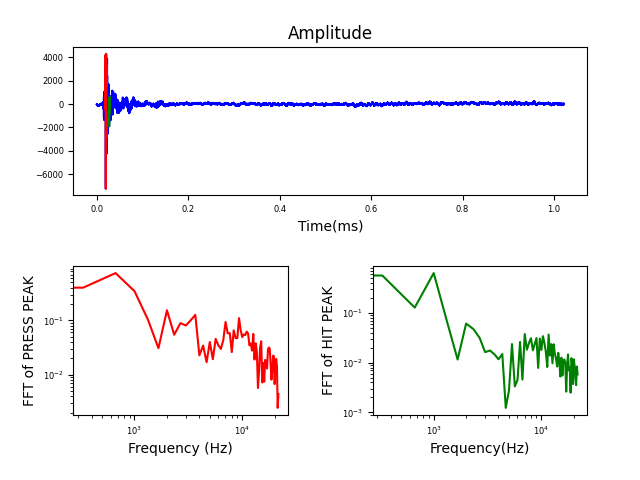 Amplitude
4000
2000
0
−2000
−4000
−6000
0.0 0.2 0.4 0.6 0.8 1.0
Time(ms)
FFT of PRESS PEAK
10⁻¹
10⁻²
10³ 10⁴
Frequency (Hz)
FFT of HIT PEAK
10⁻¹
10⁻²
10⁻³
10³ 10⁴
Frequency(Hz)